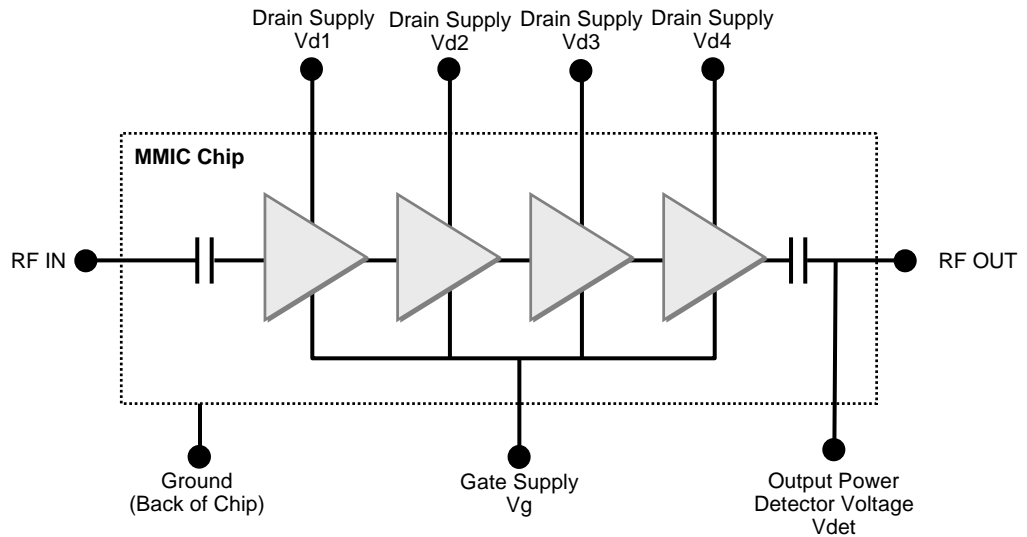 Drain Supply
Vd1
Drain Supply
Vd2
Drain Supply
Vd3
Drain Supply
Vd4
MMIC Chip
RF IN
RF OUT
Ground
(Back of Chip)
Gate Supply
Vg
Output Power
Detector Voltage
Vdet